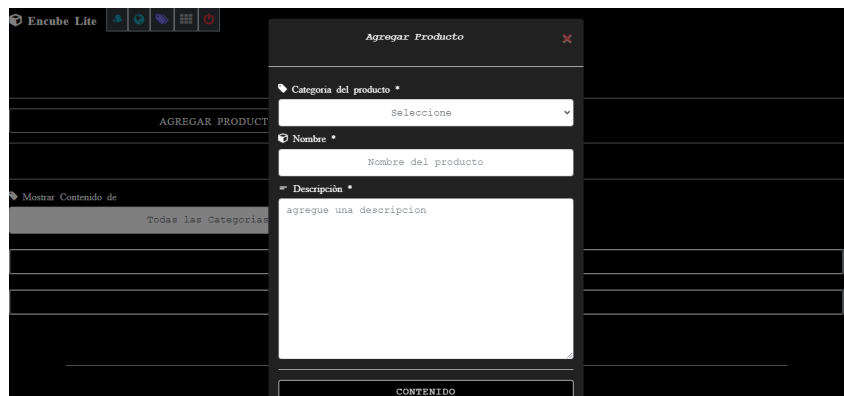 Encube Lite
Agregar Producto
Categoria del producto *
Seleccione
AGREGAR PRODUCT
Nombre *
Nombre del producto
Descripciòn *
Mostrar Contenido de
agregue una descripcion
Todas las Categorias
CONTENIDO